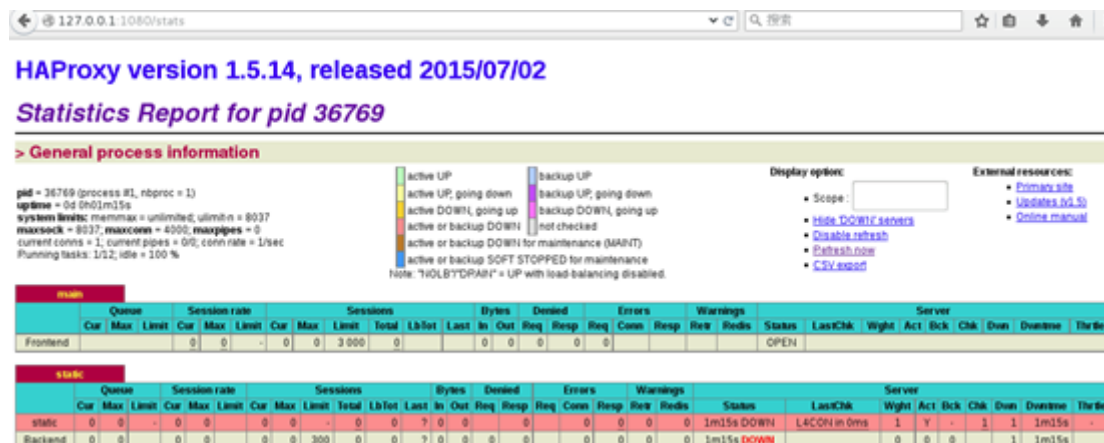 127.0.0.1:1080/stats
搜索
HAProxy version 1.5.14, released 2015/07/02
Statistics Report for pid 36769
> General process information
pid = 36769 (process #1, nbproc = 1)
uptime = 0d 0h01m15s
system limits: memmax = unlimited; ulimit-n = 8037
maxsock = 8037; maxconn = 4000; maxpipes = 0
current conns = 1; current pipes = 0/0; conn rate = 1/sec
Running tasks: 1/12; idle = 100 %
active UP backup UP
active UP, going down backup UP, going down
active DOWN, going up backup DOWN, going up
active or backup DOWN not checked
active or backup DOWN for maintenance (MAINT)
active or backup SOFT STOPPED for maintenance
Note: "NOLB"/"DRAIN" = UP with load-balancing disabled.
Display option:
Scope :
Hide 'DOWN' servers
Disable refresh
Refresh now
CSV export
External resources:
Primary site
Updates (v1.5)
Online manual
main
Queue Session rate Sessions Bytes Denied Errors Warnings Server
Cur Max Limit Cur Max Limit Cur Max Limit Total LbTot Last In Out Req Resp Req Conn Resp Retr Redis Status LastChk Wght Act Bck Chk Dwn Dwntme Thrtle
Frontend 0 0 - 0 0 3 000 0 0 0 0 0 0 OPEN
static
Queue Session rate Sessions Bytes Denied Errors Warnings Server
Cur Max Limit Cur Max Limit Cur Max Limit Total LbTot Last In Out Req Resp Req Conn Resp Retr Redis Status LastChk Wght Act Bck Chk Dwn Dwntme Thrtle
static 0 0 - 0 0 0 0 - 0 0 ? 0 0 0 0 0 0 0 1m15s DOWN L4CON in 0ms 1 Y - 1 1 1m15s -
Backend 0 0 0 0 0 0 300 0 0 ? 0 0 0 0 0 0 0 0 1m15s DOWN 0 0 0 1 1m15s